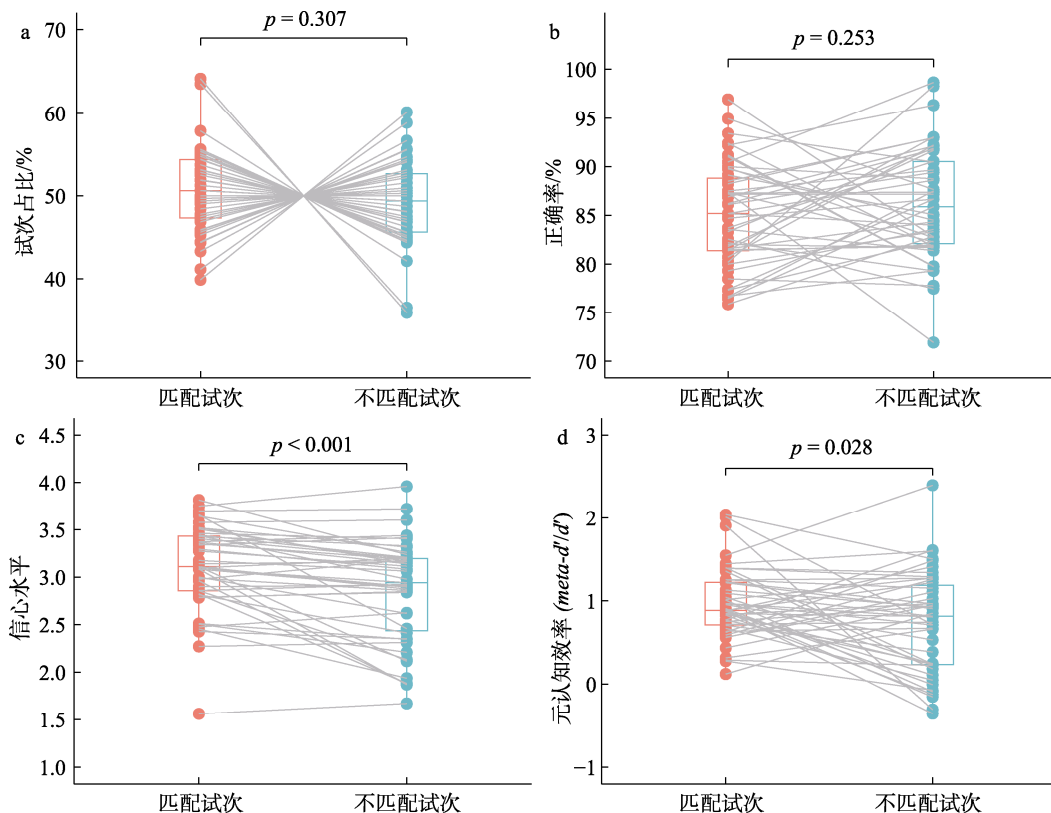 a
p = 0.307
70
60
50
40
30
试次占比/%
匹配试次
不匹配试次
b
p = 0.253
100
95
90
85
80
75
70
正确率/%
匹配试次
不匹配试次
c
p < 0.001
4.5
4.0
3.5
3.0
2.5
2.0
1.5
1.0
信心水平
匹配试次
不匹配试次
d
p = 0.028
3
2
1
0
−1
元认知效率 (meta-d′/d′)
匹配试次
不匹配试次